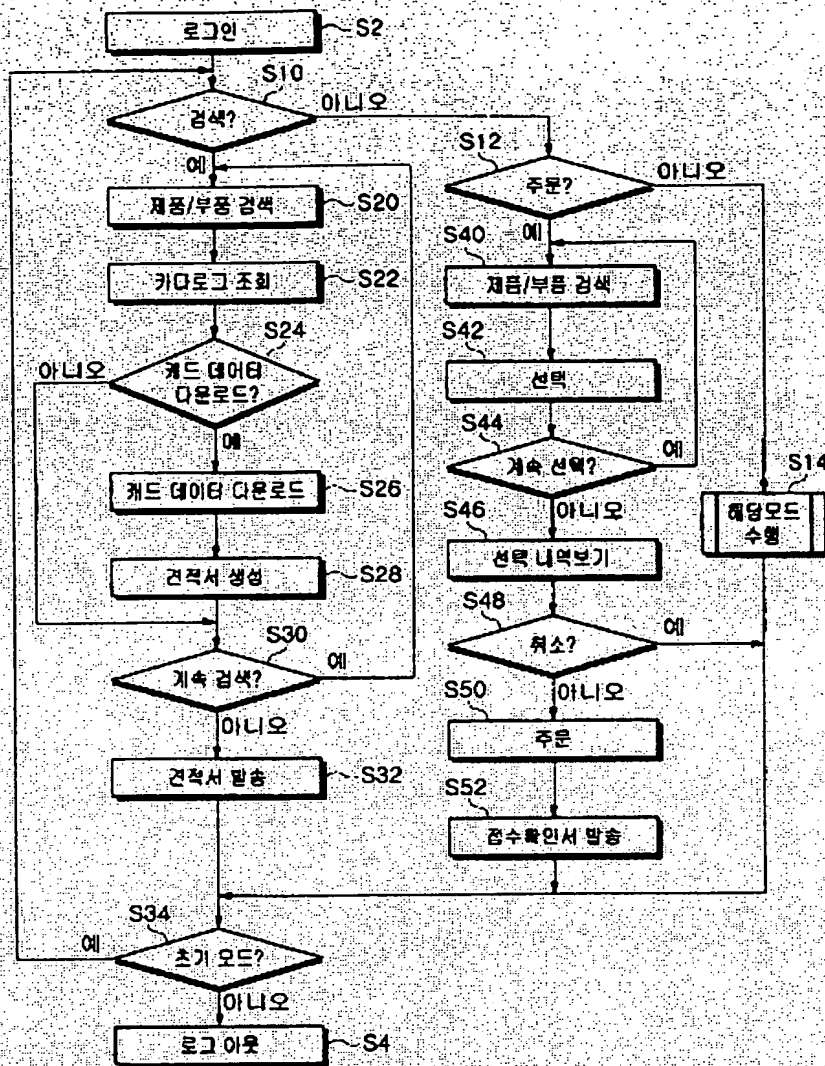 로그인
S2
S10
검색?
아니오
예
S12
주문?
아니오
제품/부품 검색
S20
예
S40
카다로그 조회
S22
제품/부품 검색
S24
S42
아니오
캐드 데이터
다운로드?
선택
예
S44
계속 선택?
예
S14
캐드 데이터 다운로드
S26
S46
아니오
해당모드
수행
견적서 생성
S28
선택 내역보기
S30
S48
계속 검색?
예
취소?
예
아니오
S50
아니오
견적서 발송
S32
주문
S52
접수확인서 발송
S34
예
초기 모드?
아니오
로그 아웃
S4